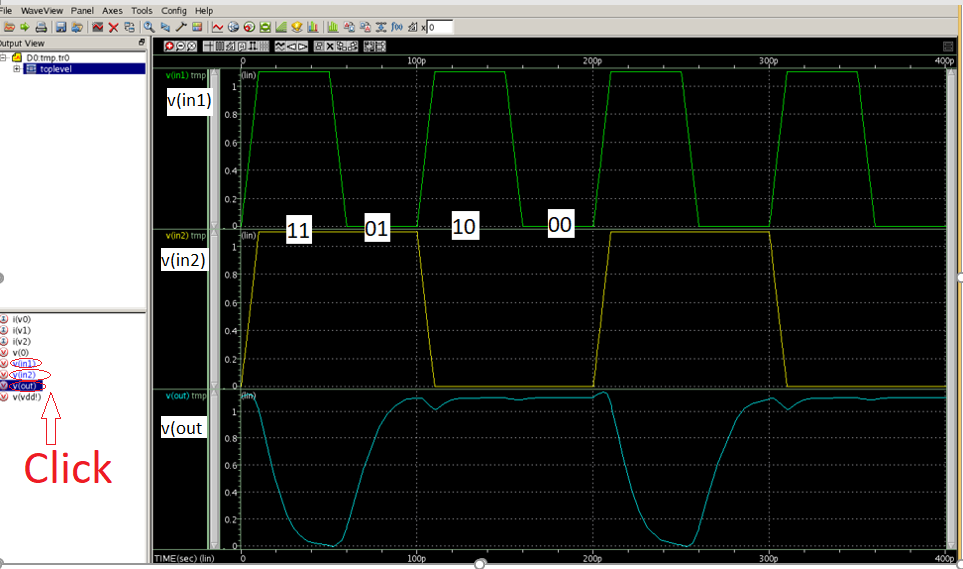 File WaveView Panel Axes Tools Config Help
x 0
Output View
D0:tmp.tr0
toplevel
i(v0)
i(v1)
i(v2)
v(0)
v(in1)
v(in2)
v(out)
v(vdd!)
Click
0 100p 200p 300p 400p
v(in1) tmp
(lin)
v(in1)
1
0.8
0.6
0.4
0.2
0
11 01 10 00
v(in2) tmp
(lin)
v(in2)
1
0.8
0.6
0.4
0.2
0
v(out) tmp
(lin)
v(out
1
0.8
0.6
0.4
0.2
0
TIME(sec) (lin)
0 100p 200p 300p 400p